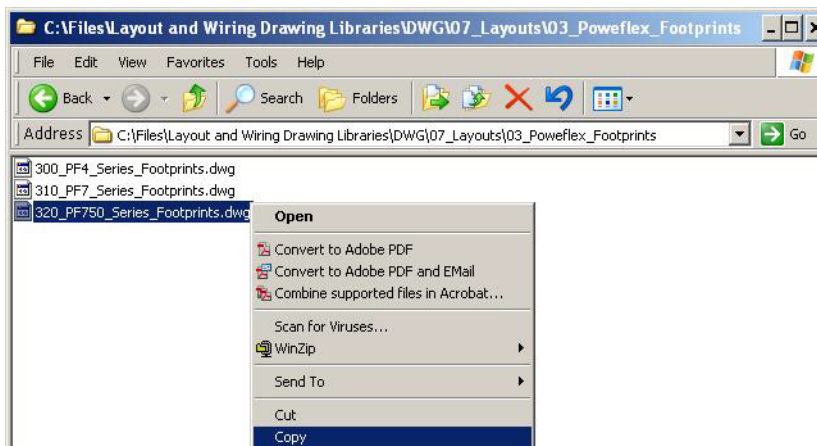 C:\Files\Layout and Wiring Drawing Libraries\DWG\07_Layouts\03_Poweflex_Footprints
File Edit View Favorites Tools Help
Back Search Folders
Address C:\Files\Layout and Wiring Drawing Libraries\DWG\07_Layouts\03_Poweflex_Footprints Go
300_PF4_Series_Footprints.dwg
310_PF7_Series_Footprints.dwg
320_PF750_Series_Footprints.dwg
Open
Convert to Adobe PDF
Convert to Adobe PDF and EMail
Combine supported files in Acrobat...
Scan for Viruses...
WinZip
Send To
Cut
Copy